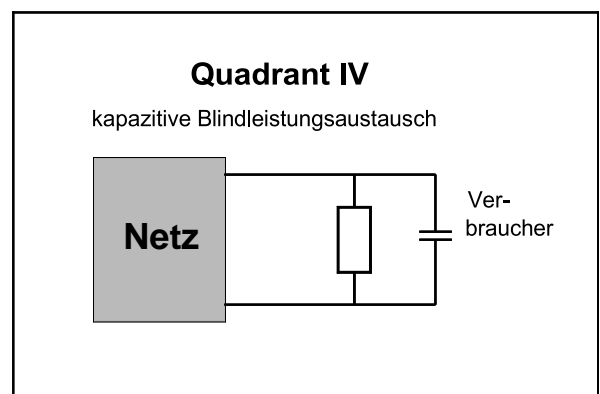 Quadrant IV
kapazitive Blindleistungsaustausch
Netz
Ver-
braucher